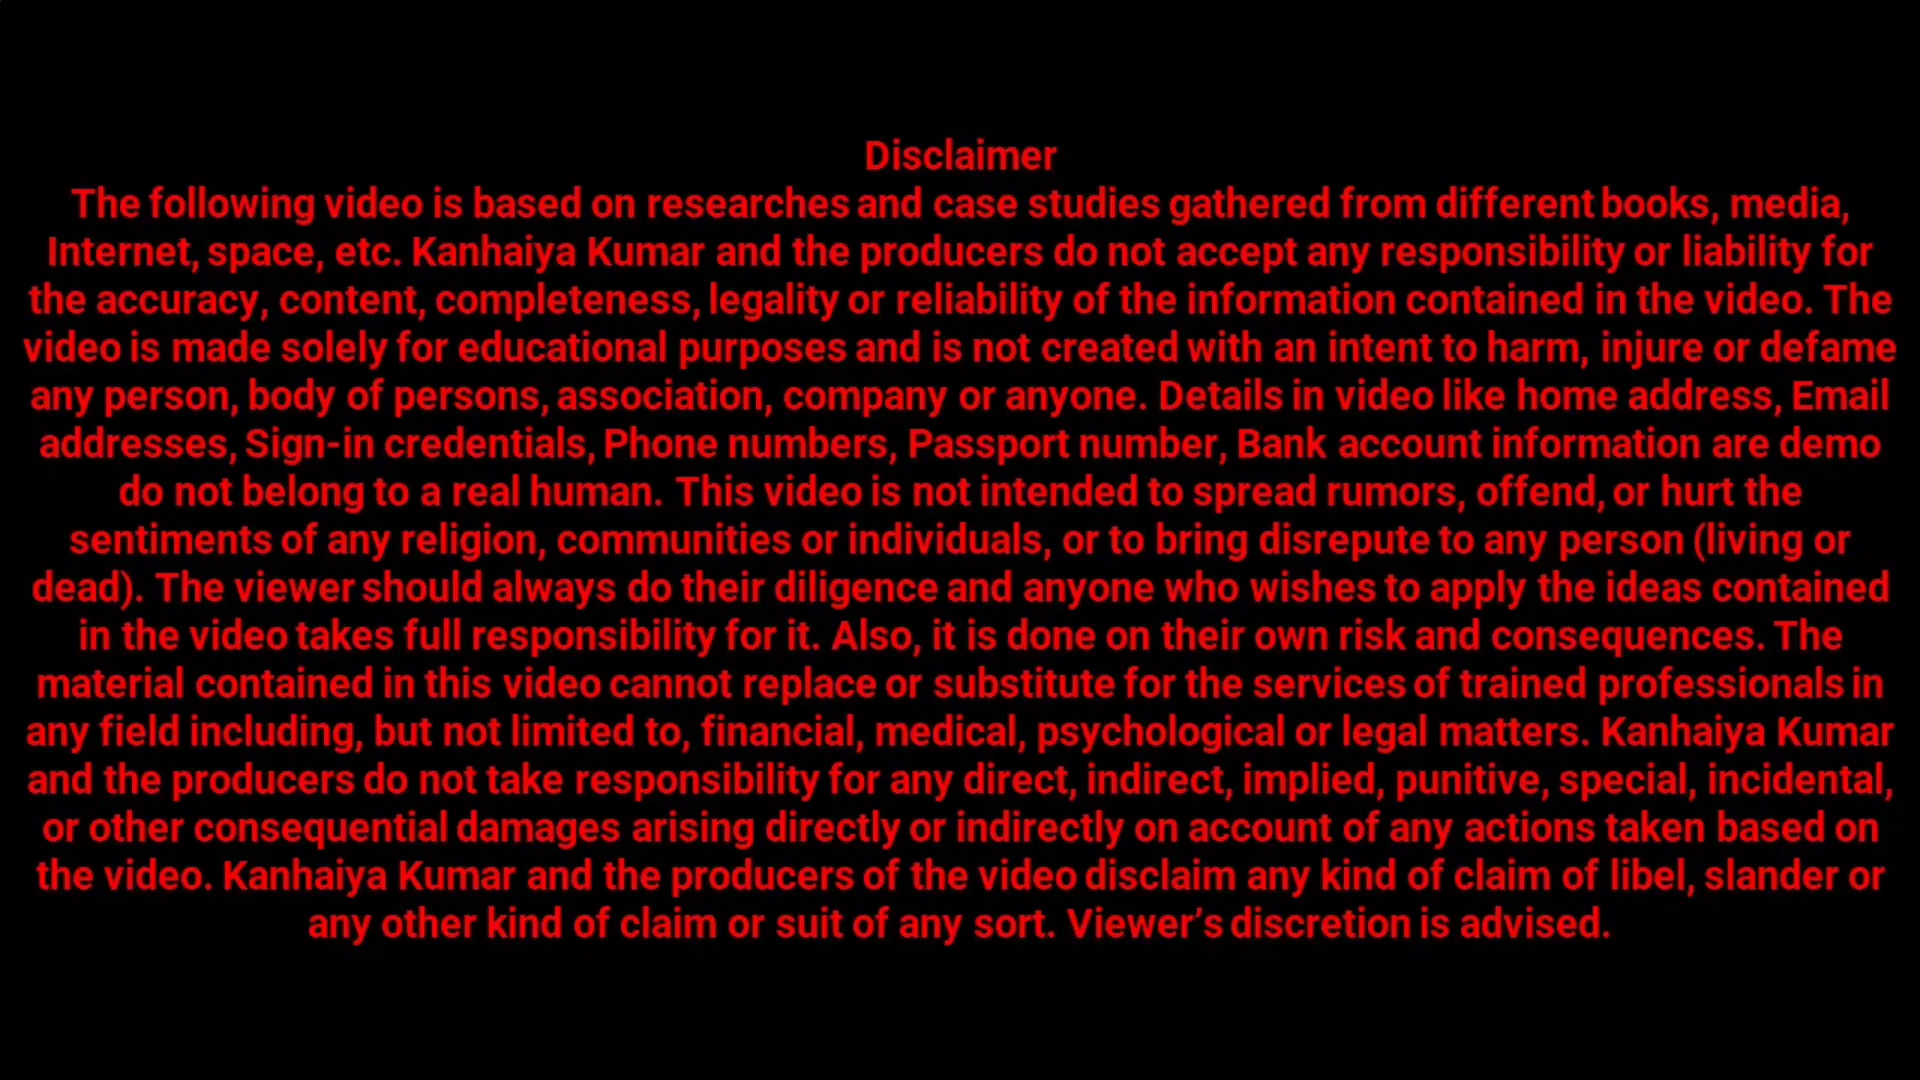 Disclaimer
The following video is based on researches and case studies gathered from different books, media,
Internet, space, etc. Kanhaiya Kumar and the producers do not accept any responsibility or liability for
the accuracy, content, completeness, legality or reliability of the information contained in the video. The
video is made solely for educational purposes and is not created with an intent to harm, injure or defame
any person, body of persons, association, company or anyone. Details in video like home address, Email
addresses, Sign-in credentials, Phone numbers, Passport number, Bank account information are demo
do not belong to a real human. This video is not intended to spread rumors, offend, or hurt the
sentiments of any religion, communities or individuals, or to bring disrepute to any person (living or
dead). The viewer should always do their diligence and anyone who wishes to apply the ideas contained
in the video takes full responsibility for it. Also, it is done on their own risk and consequences. The
material contained in this video cannot replace or substitute for the services of trained professionals in
any field including, but not limited to, financial, medical, psychological or legal matters. Kanhaiya Kumar
and the producers do not take responsibility for any direct, indirect, implied, punitive, special, incidental,
or other consequential damages arising directly or indirectly on account of any actions taken based on
the video. Kanhaiya Kumar and the producers of the video disclaim any kind of claim of libel, slander or
any other kind of claim or suit of any sort. Viewer’s discretion is advised.